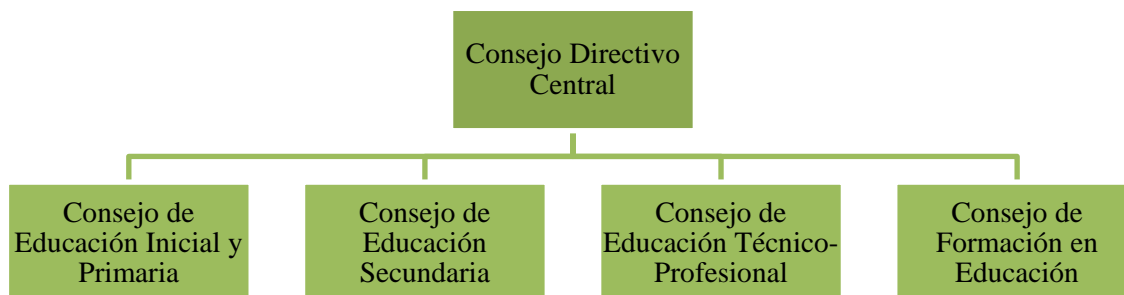 Consejo Directivo
Central
Consejo de
Educación Inicial y
Primaria
Consejo de
Educación
Secundaria
Consejo de
Educación Técnico-
Profesional
Consejo de
Formación en
Educación